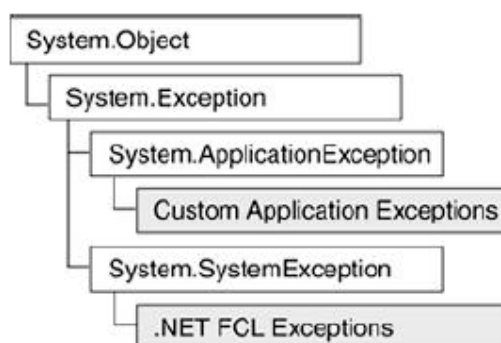 System.Object
System.Exception
System.ApplicationException
Custom Application Exceptions
System.SystemException
.NET FCL Exceptions